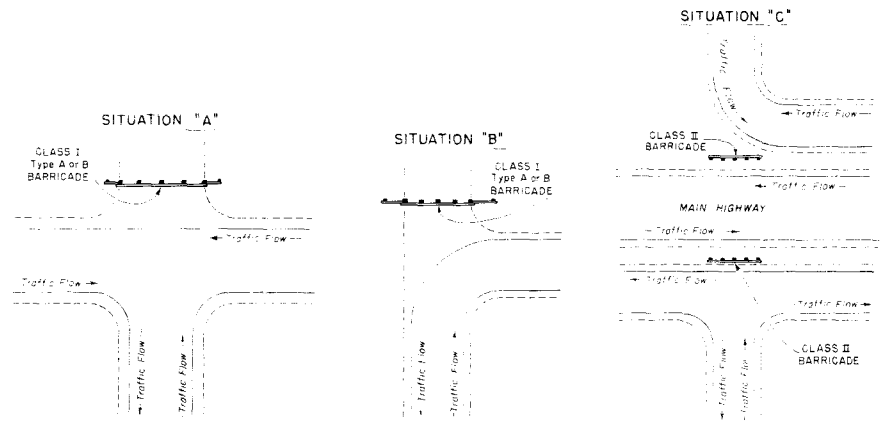 SITUATION "A"
CLASS I
Type A or B
BARRICADE
Traffic Flow
Traffic Flow
Traffic Flow
Traffic Flow
SITUATION "B"
CLASS I
Type A or B
BARRICADE
Traffic Flow
Traffic Flow
SITUATION "C"
Traffic Flow
Traffic Flow
CLASS II
BARRICADE
Traffic Flow
MAIN HIGHWAY
Traffic Flow
Traffic Flow
Traffic Flow
CLASS II
BARRICADE
Traffic Flow
Traffic Flow